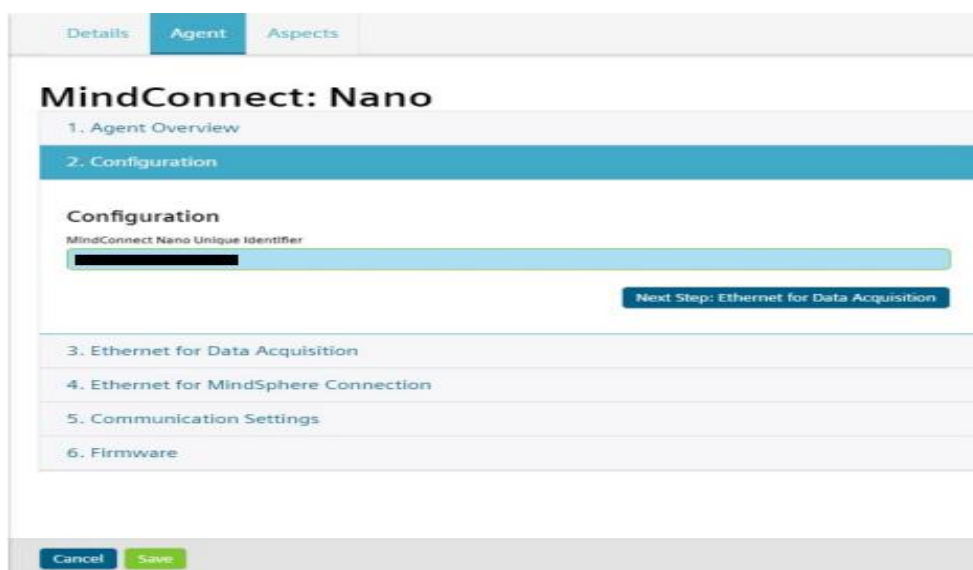 Details Agent Aspects
MindConnect: Nano
1. Agent Overview
2. Configuration
Configuration
MindConnect Nano Unique Identifier
Next Step: Ethernet for Data Acquisition
3. Ethernet for Data Acquisition
4. Ethernet for MindSphere Connection
5. Communication Settings
6. Firmware
Cancel Save